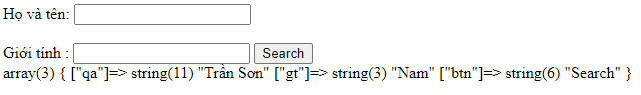 Họ và tên:
Giới tính : Search
array(3) { ["qa"]=> string(11) "Trần Sơn" ["gt"]=> string(3) "Nam" ["btn"]=> string(6) "Search" }